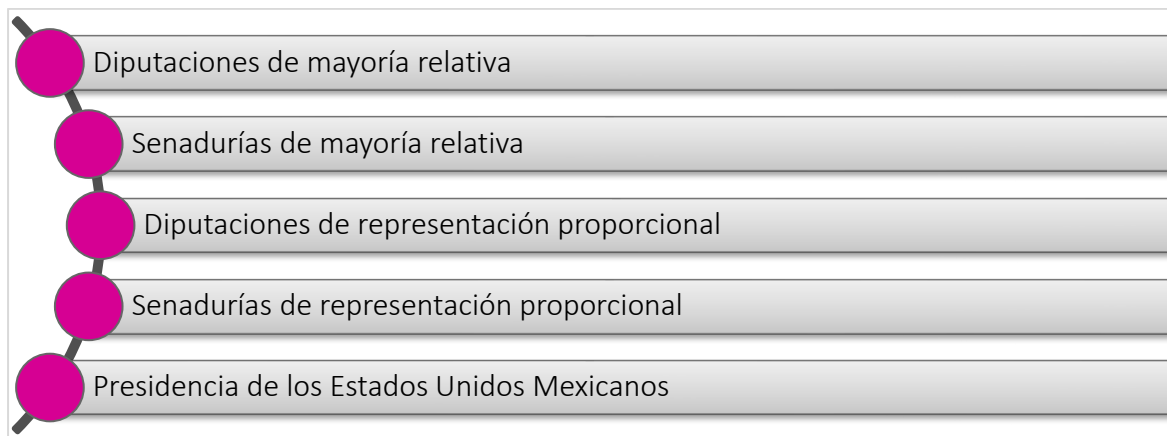 Diputaciones de mayoría relativa
Senadurías de mayoría relativa
Diputaciones de representación proporcional
Senadurías de representación proporcional
Presidencia de los Estados Unidos Mexicanos